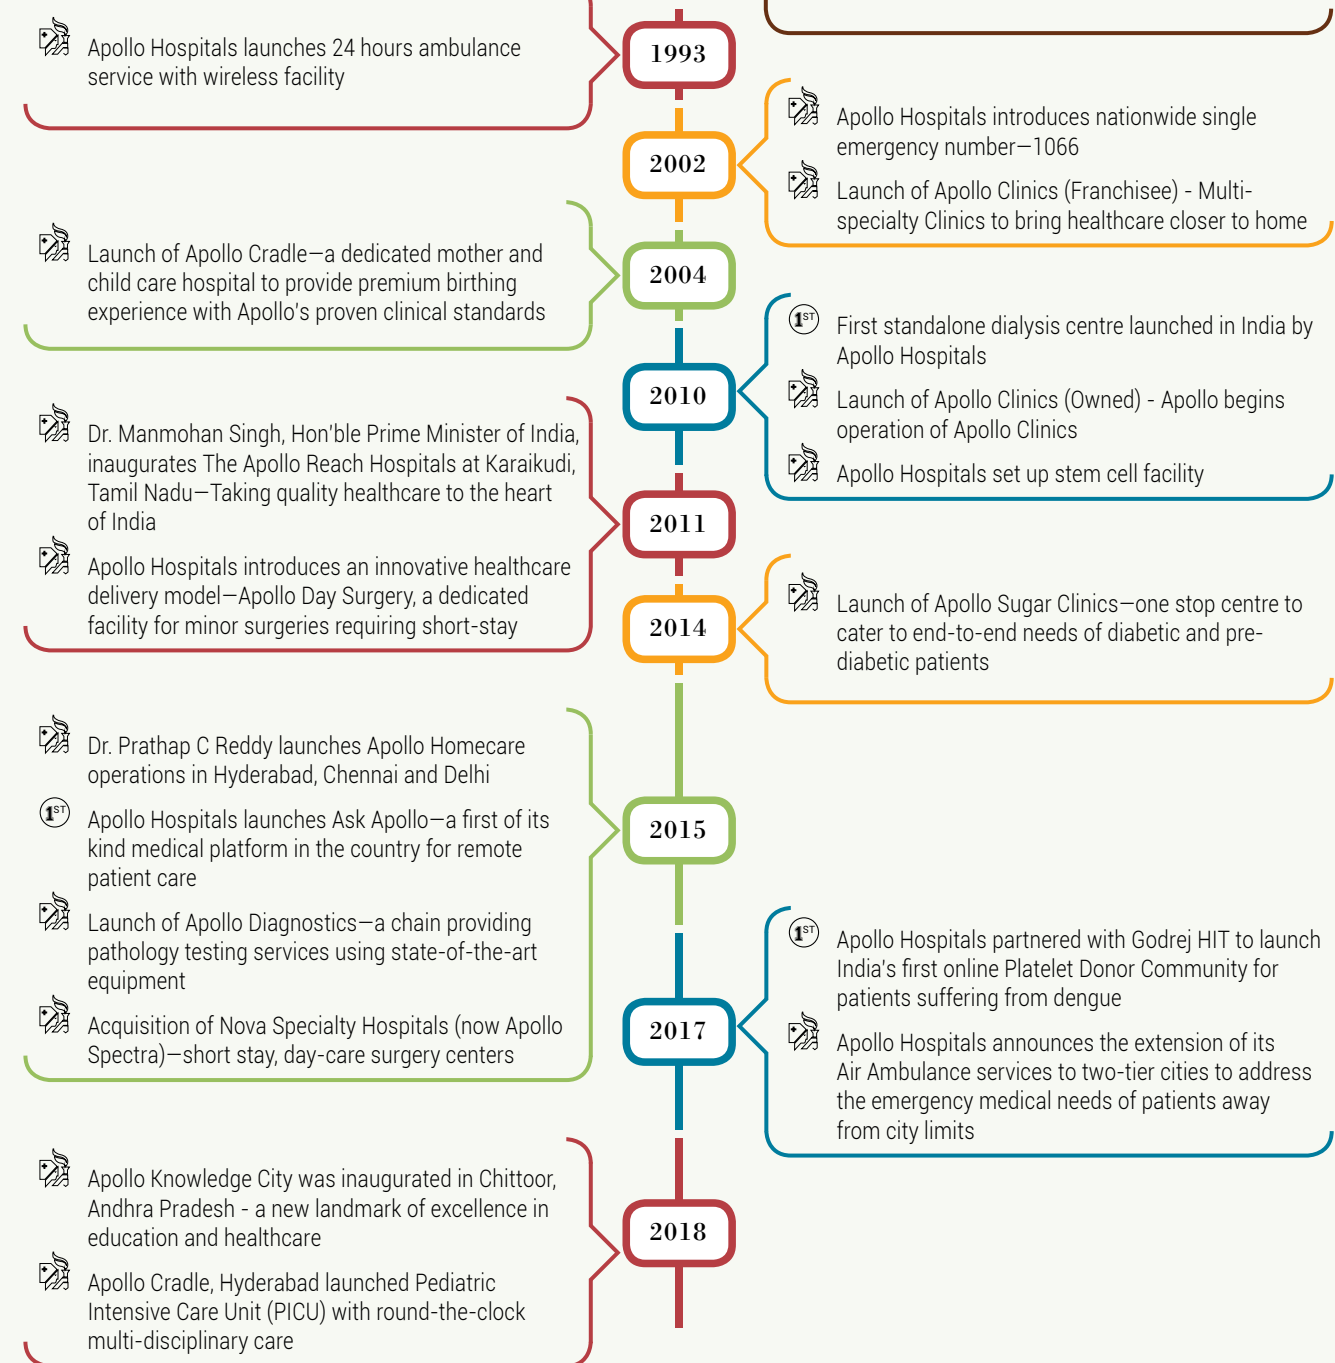 Apollo Hospitals launches 24 hours ambulance
service with wireless facility
1993
2002
Apollo Hospitals introduces nationwide single
emergency number—1066
Launch of Apollo Clinics (Franchisee) - Multi-
specialty Clinics to bring healthcare closer to home
Launch of Apollo Cradle—a dedicated mother and
child care hospital to provide premium birthing
experience with Apollo's proven clinical standards
2004
2010
1ST
First standalone dialysis centre launched in India by
Apollo Hospitals
Launch of Apollo Clinics (Owned) - Apollo begins
operation of Apollo Clinics
Apollo Hospitals set up stem cell facility
Dr. Manmohan Singh, Hon'ble Prime Minister of India,
inaugurates The Apollo Reach Hospitals at Karaikudi,
Tamil Nadu—Taking quality healthcare to the heart
of India
Apollo Hospitals introduces an innovative healthcare
delivery model—Apollo Day Surgery, a dedicated
facility for minor surgeries requiring short-stay
2011
2014
Launch of Apollo Sugar Clinics—one stop centre to
cater to end-to-end needs of diabetic and pre-
diabetic patients
Dr. Prathap C Reddy launches Apollo Homecare
operations in Hyderabad, Chennai and Delhi
1ST
Apollo Hospitals launches Ask Apollo—a first of its
kind medical platform in the country for remote
patient care
Launch of Apollo Diagnostics—a chain providing
pathology testing services using state-of-the-art
equipment
Acquisition of Nova Specialty Hospitals (now Apollo
Spectra)—short stay, day-care surgery centers
2015
2017
1ST
Apollo Hospitals partnered with Godrej HIT to launch
India's first online Platelet Donor Community for
patients suffering from dengue
Apollo Hospitals announces the extension of its
Air Ambulance services to two-tier cities to address
the emergency medical needs of patients away
from city limits
Apollo Knowledge City was inaugurated in Chittoor,
Andhra Pradesh - a new landmark of excellence in
education and healthcare
Apollo Cradle, Hyderabad launched Pediatric
Intensive Care Unit (PICU) with round-the-clock
multi-disciplinary care
2018